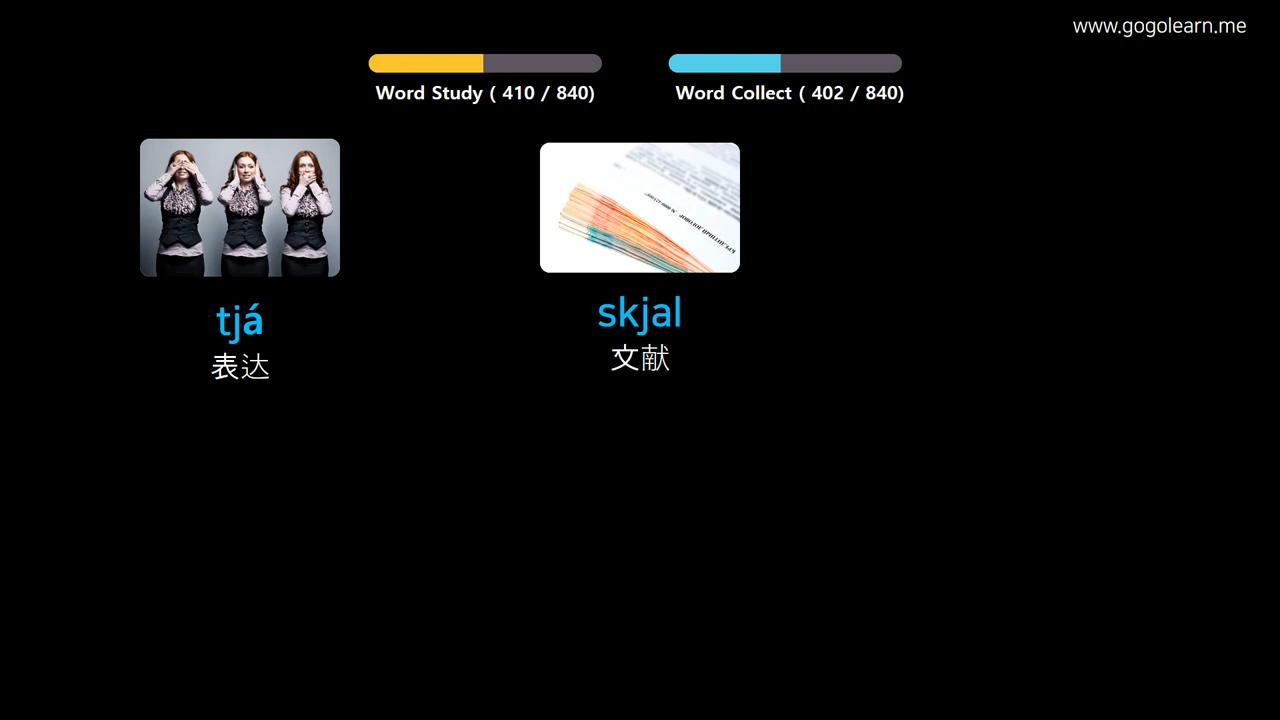 www.gogolearn.me
Word Study ( 410 / 840)
Word Collect ( 402 / 840)
tjá
表达
skjal
文献